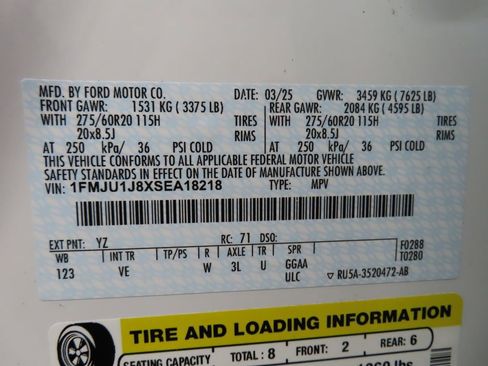 MFD. BY FORD MOTOR CO. DATE: 03/25 GVWR: 3459 KG (7625 LB)
FRONT GAWR: 1531 KG (3375 LB) REAR GAWR: 2084 KG (4595 LB)
WITH 275/60R20 115H TIRES WITH 275/60R20 115H TIRES
20x8.5J RIMS 20x8.5J RIMS
AT 250 kPa/ 36 PSI COLD AT 250 kPa/ 36 PSI COLD
THIS VEHICLE CONFORMS TO ALL APPLICABLE FEDERAL MOTOR VEHICLE
SAFETY STANDARDS IN EFFECT ON THE DATE OF MANUFACTURE SHOWN ABOVE.
VIN: 1FMJU1J8XSEA18218 TYPE: MPV
EXT PNT: YZ RC: 71 DSO: F0288
WB INT TR TP/PS R AXLE TR SPR T0280
123 VE W 3L U GGAA
ULC ▽ RU5A-3520472-AB
TIRE AND LOADING INFORMATION
SEATING CAPACITY TOTAL: 8 FRONT: 2 REAR: 6